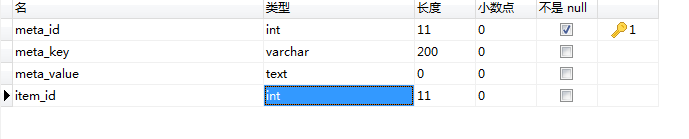 名 类型 长度 小数点 不是 null
meta_id int 11 0 1
meta_key varchar 200 0
meta_value text 0 0
item_id int 11 0